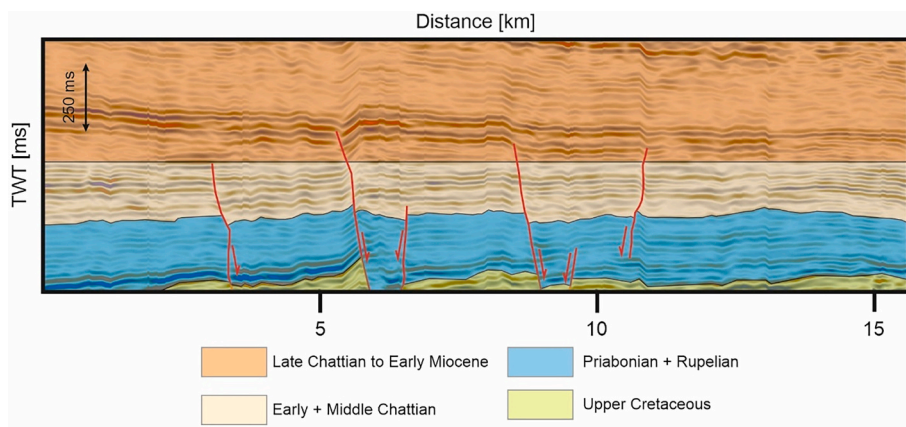 Distance [km]
250 ms
TWT [ms]
5
10
15
Late Chattian to Early Miocene
Priabonian + Rupelian
Early + Middle Chattian
Upper Cretaceous